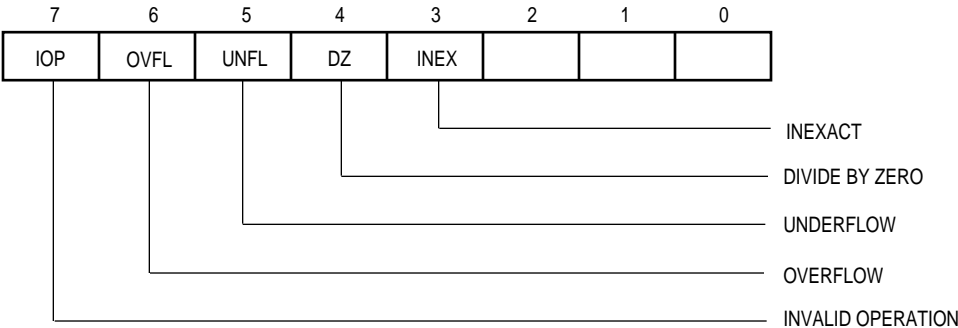 7 6 5 4 3 2 1 0
IOP OVFL UNFL DZ INEX
INEXACT
DIVIDE BY ZERO
UNDERFLOW
OVERFLOW
INVALID OPERATION